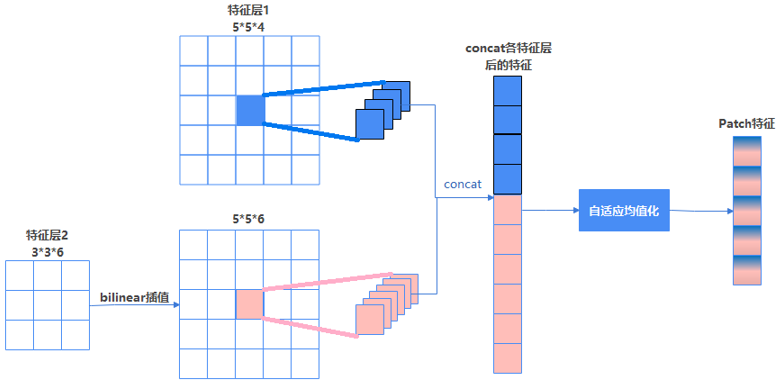 特征层1
5*5*4
concat各特征层
后的特征
Patch特征
concat
自适应均值化
5*5*6
特征层2
3*3*6
bilinear插值